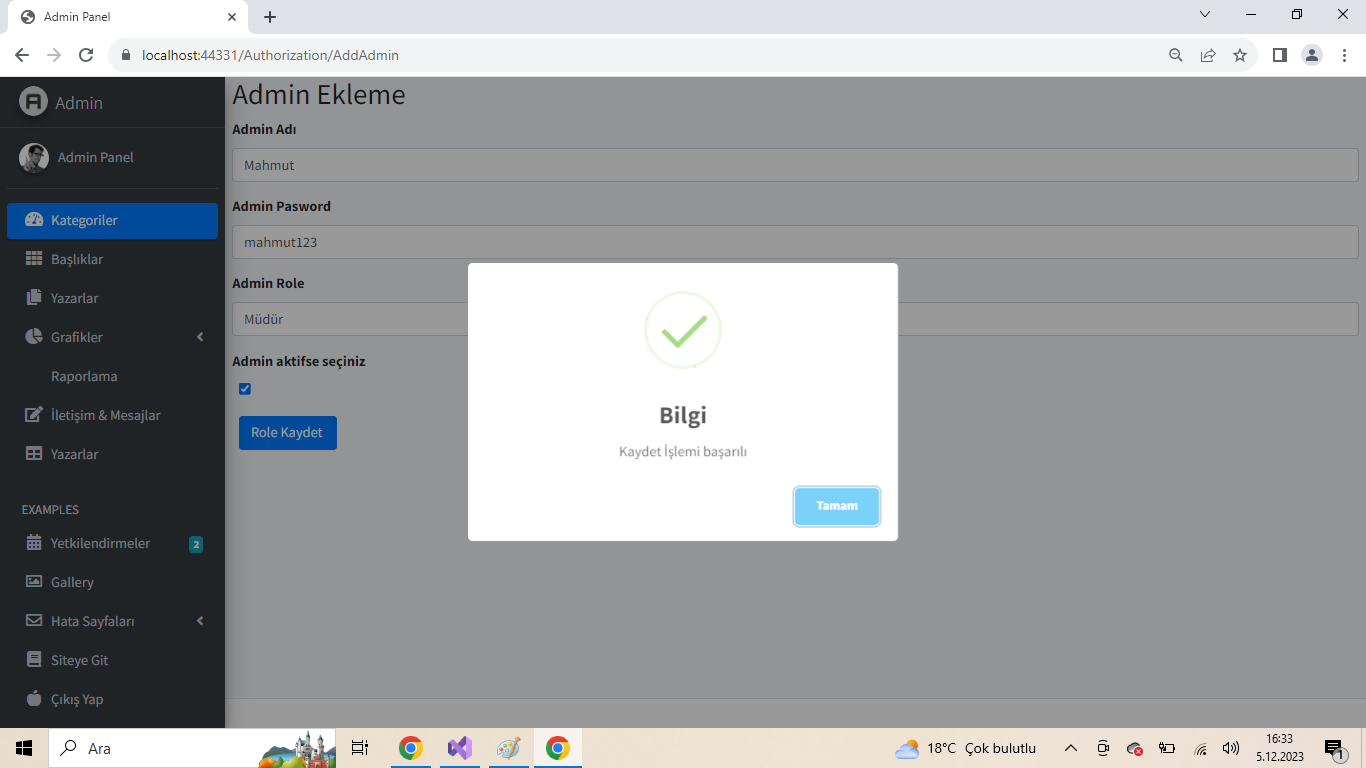 Admin Panel
localhost:44331/Authorization/AddAdmin
Admin
Admin Panel
Kategoriler
Başlıklar
Yazarlar
Grafikler
Raporlama
İletişim & Mesajlar
Yazarlar
EXAMPLES
Yetkilendirmeler 2
Gallery
Hata Sayfaları
Siteye Git
Çıkış Yap
Admin Ekleme
Admin Adı
Mahmut
Admin Pasword
mahmut123
Admin Role
Müdür
Admin aktifse seçiniz
Role Kaydet
Bilgi
Kaydet İşlemi başarılı
Tamam
Ara
18°C Çok bulutlu
16:33
5.12.2023
1